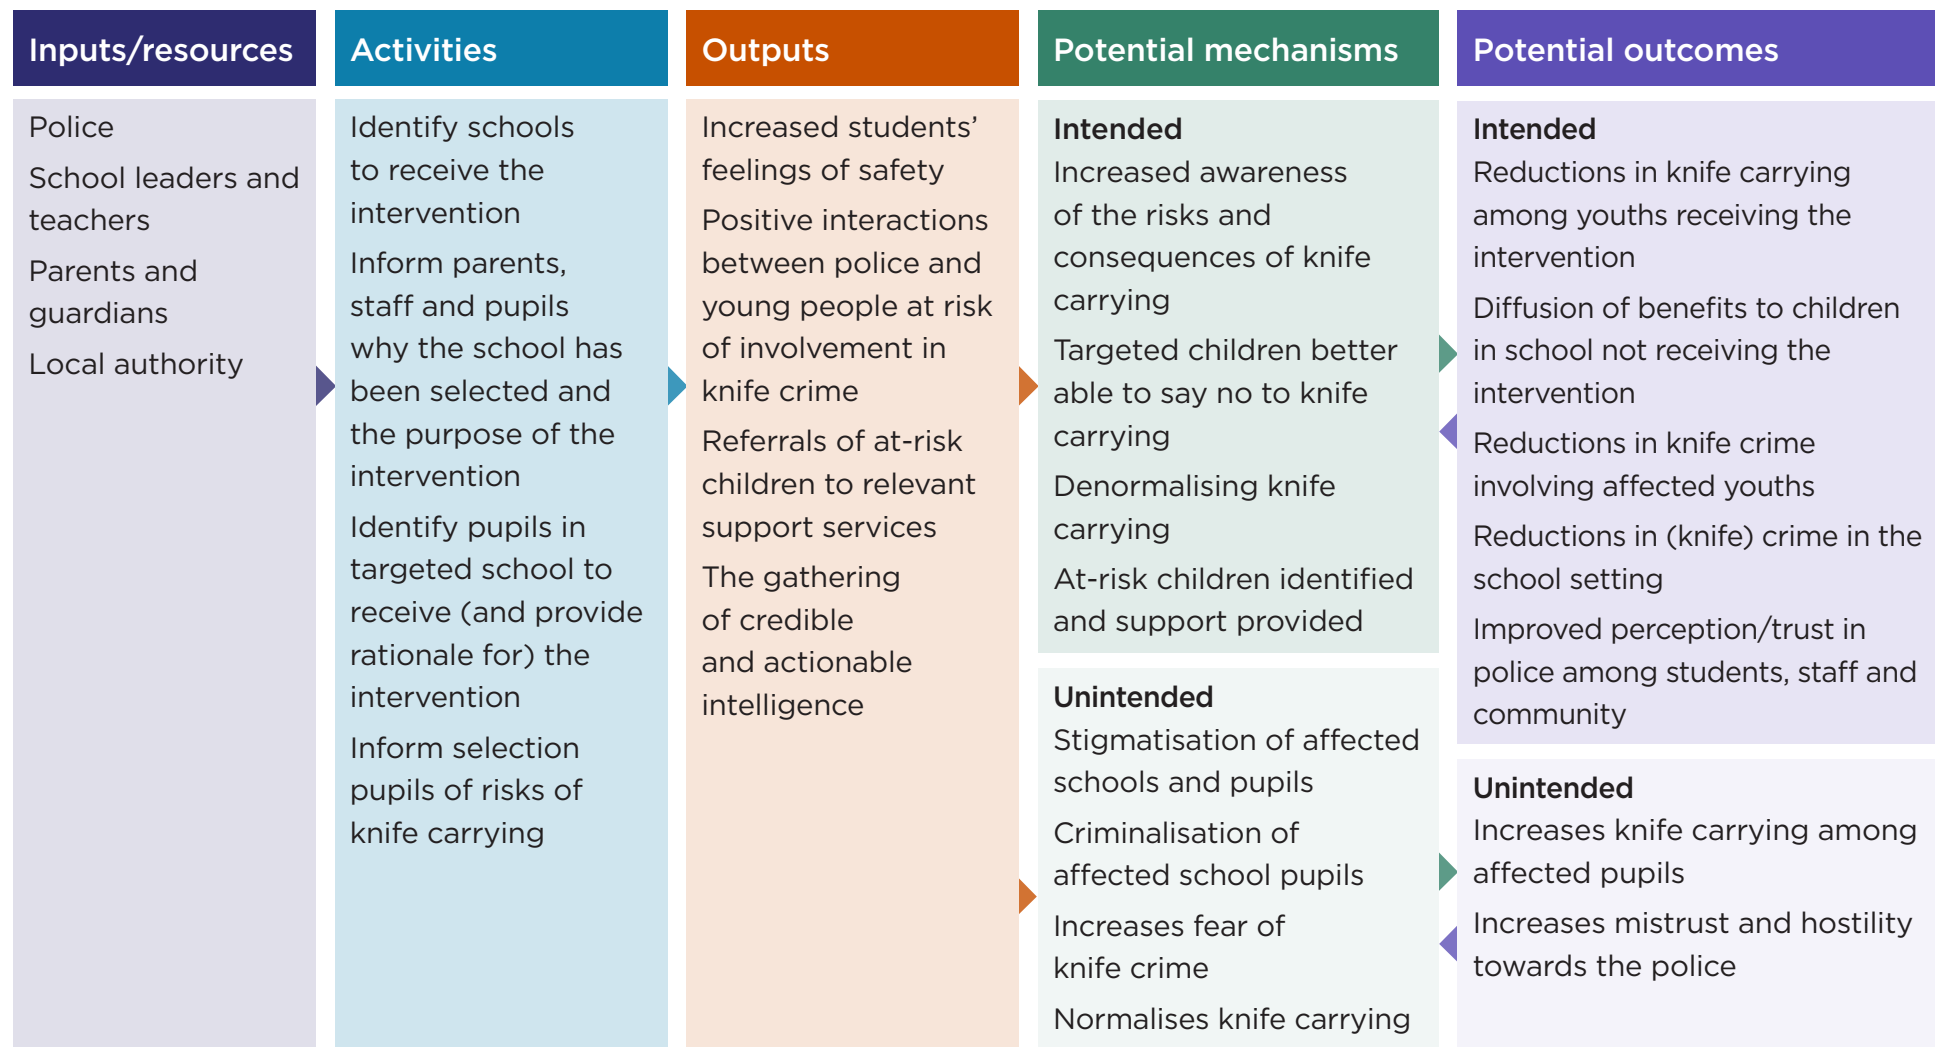 Inputs/resources
Police
School leaders and
teachers
Parents and
guardians
Local authority
Activities
Identify schools
to receive the
intervention
Inform parents,
staff and pupils
why the school has
been selected and
the purpose of the
intervention
Identify pupils in
targeted school to
receive (and provide
rationale for) the
intervention
Inform selection
pupils of risks of
knife carrying
Outputs
Increased students’
feelings of safety
Positive interactions
between police and
young people at risk
of involvement in
knife crime
Referrals of at-risk
children to relevant
support services
The gathering
of credible
and actionable
intelligence
Potential mechanisms
Intended
Increased awareness
of the risks and
consequences of knife
carrying
Targeted children better
able to say no to knife
carrying
Denormalising knife
carrying
At-risk children identified
and support provided
Unintended
Stigmatisation of affected
schools and pupils
Criminalisation of
affected school pupils
Increases fear of
knife crime
Normalises knife carrying
Potential outcomes
Intended
Reductions in knife carrying
among youths receiving the
intervention
Diffusion of benefits to children
in school not receiving the
intervention
Reductions in knife crime
involving affected youths
Reductions in (knife) crime in the
school setting
Improved perception/trust in
police among students, staff and
community
Unintended
Increases knife carrying among
affected pupils
Increases mistrust and hostility
towards the police